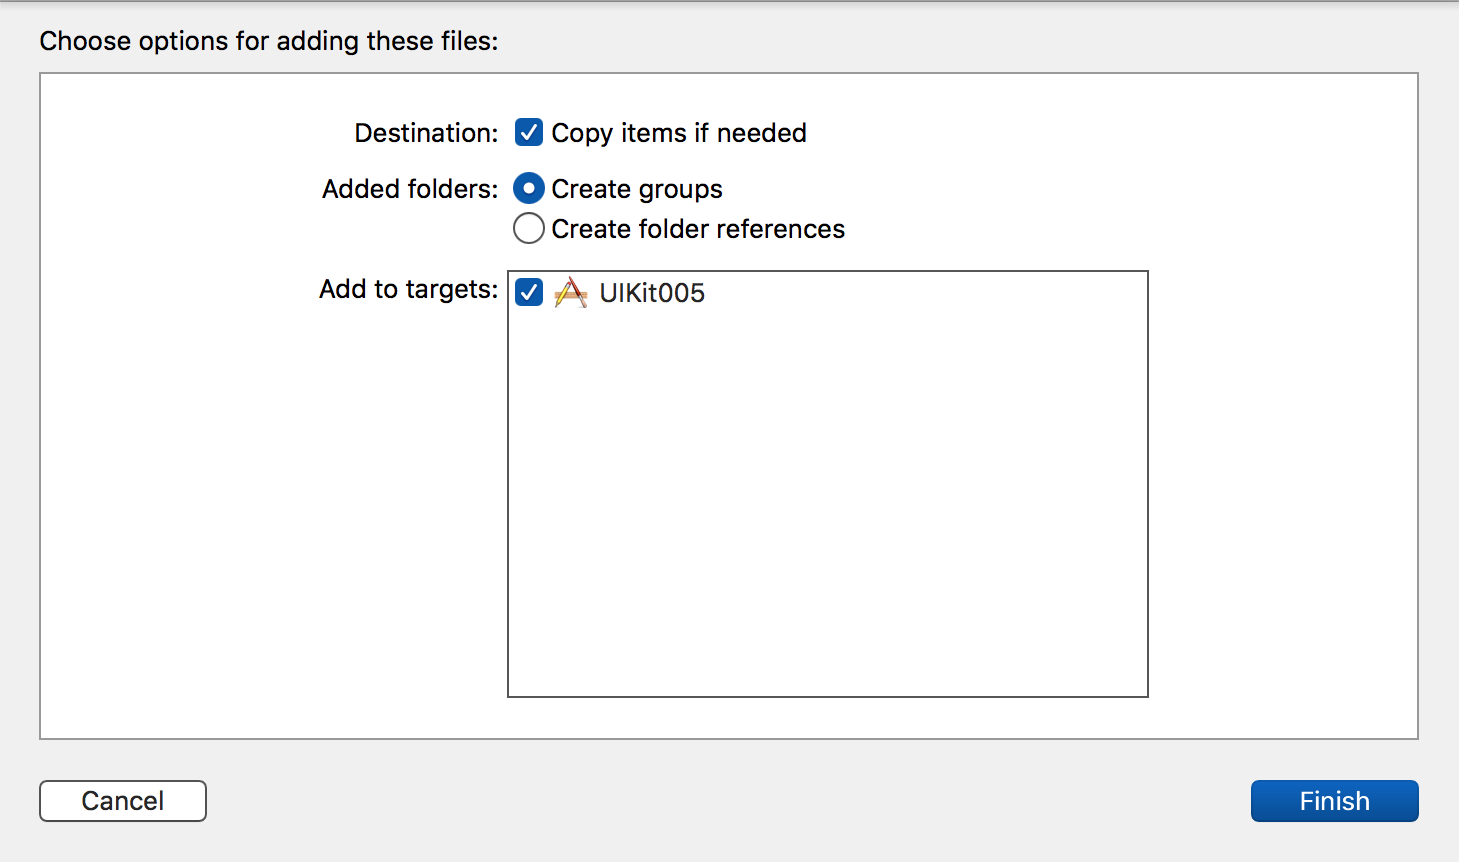 Choose options for adding these files:
Destination: Copy items if needed
Added folders: Create groups
Create folder references
Add to targets: UIKit005
Cancel Finish